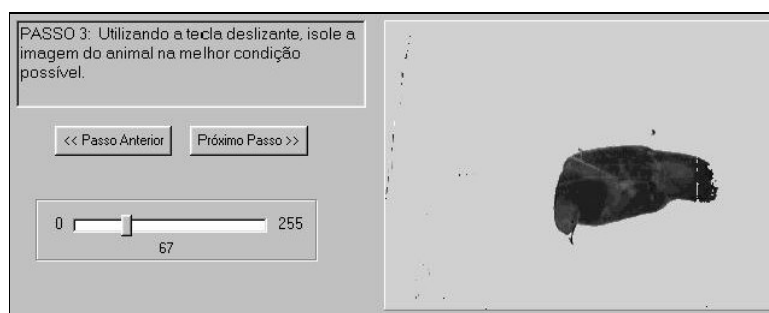 PASSO 3: Utilizando a tecla deslizante, isole a
imagem do animal na melhor condição
possível.
<< Passo Anterior
Próximo Passo >>
0
255
67